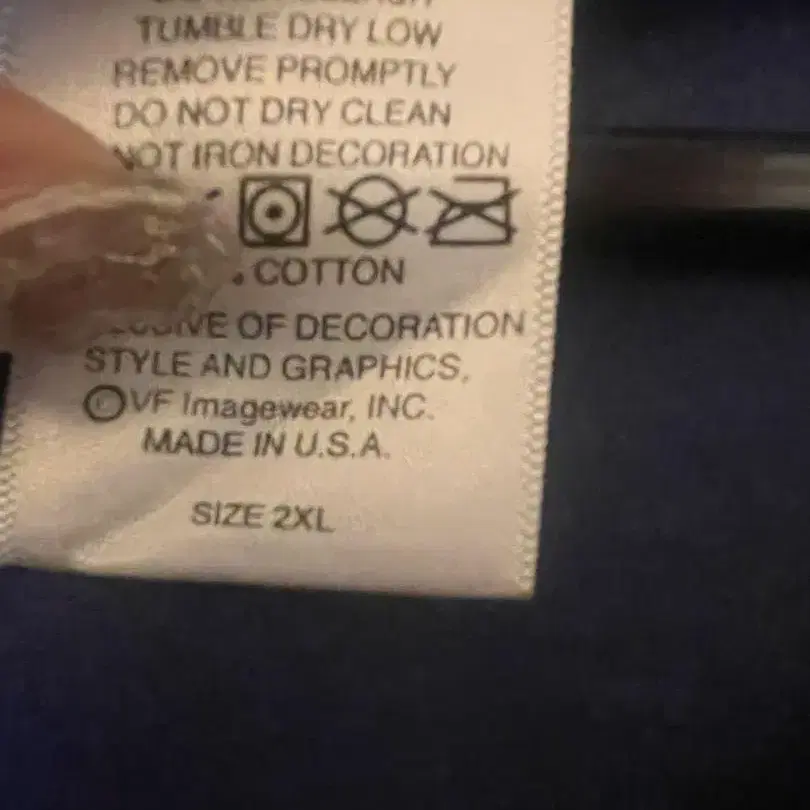 TUMBLE DRY LOW
REMOVE PROMPTLY
DO NOT DRY CLEAN
NOT IRON DECORATION
COTTON
OF DECORATION
STYLE AND GRAPHICS.
©VF Imagewear, INC.
MADE IN U.S.A.
SIZE 2XL